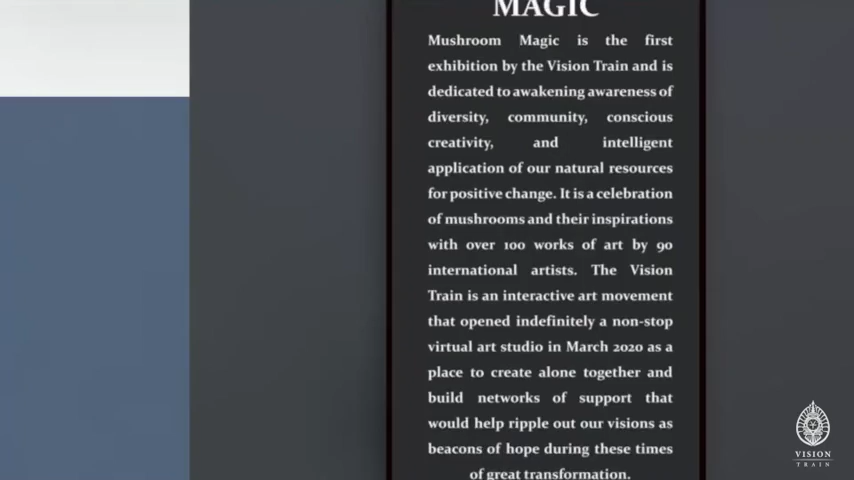 MAGIC
Mushroom Magic is the first
exhibition by the Vision Train and is
dedicated to awakening awareness of
diversity, community, conscious
creativity, and intelligent
application of our natural resources
for positive change. It is a celebration
of mushrooms and their inspirations
with over 100 works of art by 90
international artists. The Vision
Train is an interactive art movement
that opened indefinitely a non-stop
virtual art studio in March 2020 as a
place to create alone together and
build networks of support that
would help ripple out our visions as
beacons of hope during these times
of great transformation.
VISION
TRAIN